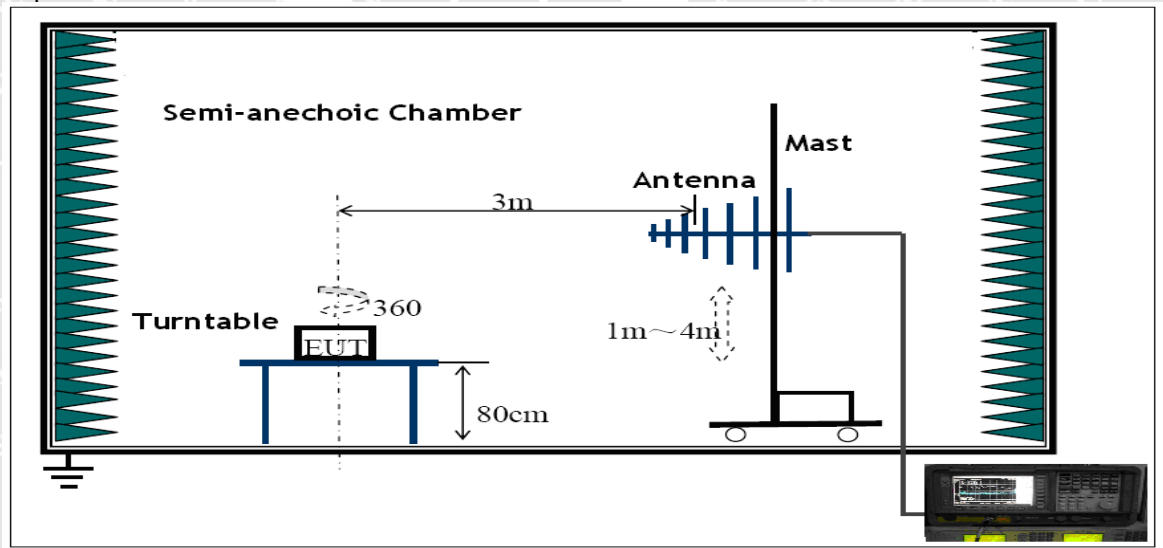 Semi-anechoic Chamber
Mast
Antenna
3m
360
Turntable
1m～4m
EUT
80cm